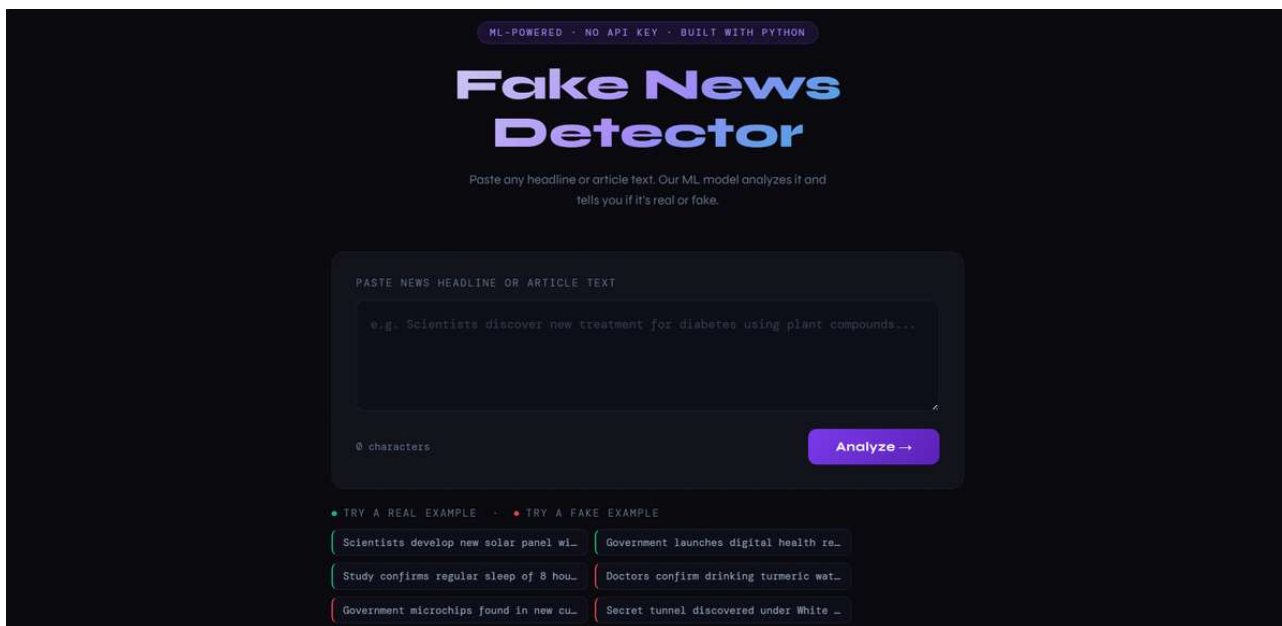 ML-POWERED · NO API KEY · BUILT WITH PYTHON
Fake News
Detector
Paste any headline or article text. Our ML model analyzes it and
tells you if it's real or fake.
PASTE NEWS HEADLINE OR ARTICLE TEXT
e.g. Scientists discover new treatment for diabetes using plant compounds...
0 characters
Analyze →
TRY A REAL EXAMPLE · TRY A FAKE EXAMPLE
Scientists develop new solar panel wi…
Government launches digital health re…
Study confirms regular sleep of 8 hou…
Doctors confirm drinking turmeric wat…
Government microchips found in new cu…
Secret tunnel discovered under White …